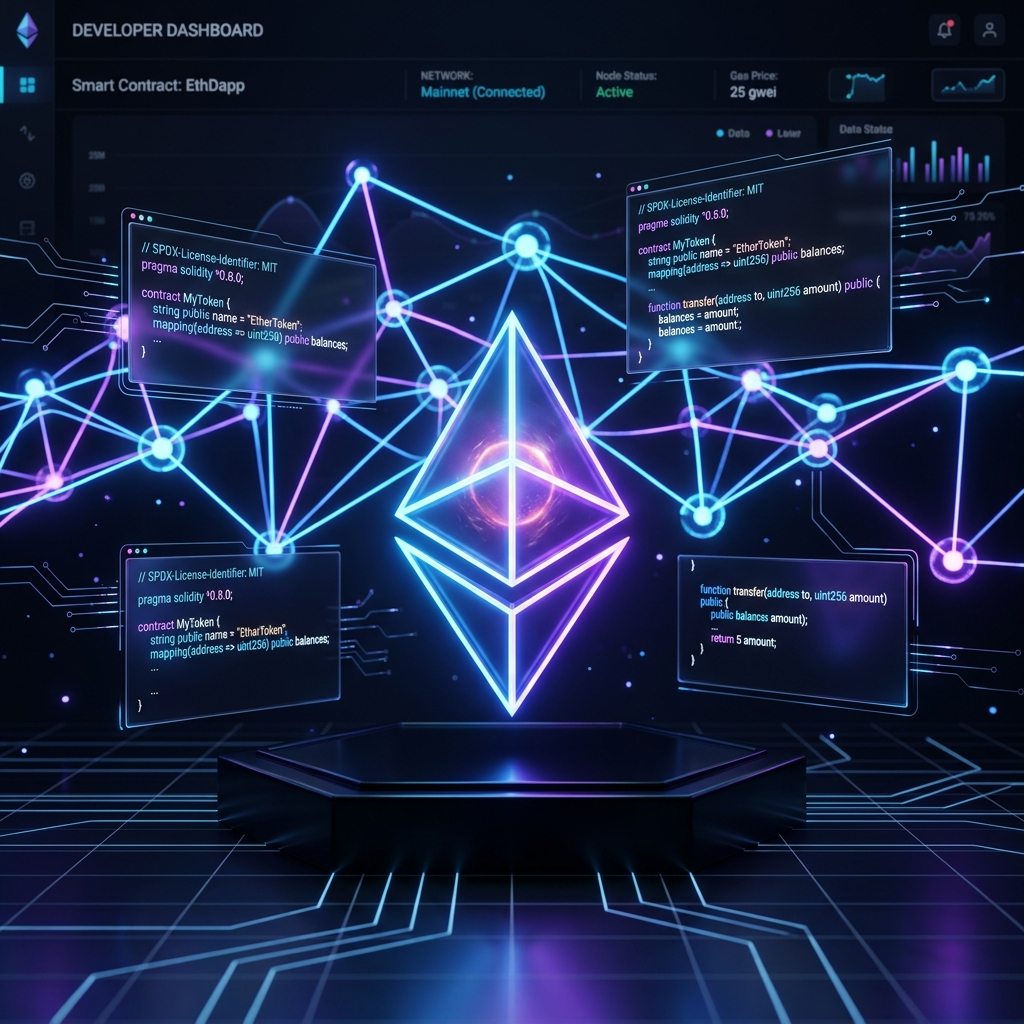 DEVELOPER DASHBOARD
Smart Contract: EthDapp
NETWORK:
Mainnet (Connected)
Node Status:
Active
Gas Price:
25 gwei
Data
Data Status
// SPDX-License-Identifier: MIT
pragma solidity ^0.8.0;
contract MyToken {
string public name = "EtherToken";
mapping(eddress => uint250) balances;
...
}
// SPDX-License-Identifier: MIT
pragme solidity ^0.6.0;
contract MyToken {
string public name = "EthorToken";
mapping(address => uint256) public balances;
...
function transfer(address to, uint256 amount) public {
balances = amount;
belances = amount;
}
}
// SPDX-License-identifier: MIT
pragma solidity ^0.8.0;
contract MyToken {
string public name = "EtharToken",
mapping(address => uint256) public balances;
...
...
}
}
function transfer(address to, uint256 amount)
public {
public balances amount);
...
return 5 amount;
}
}